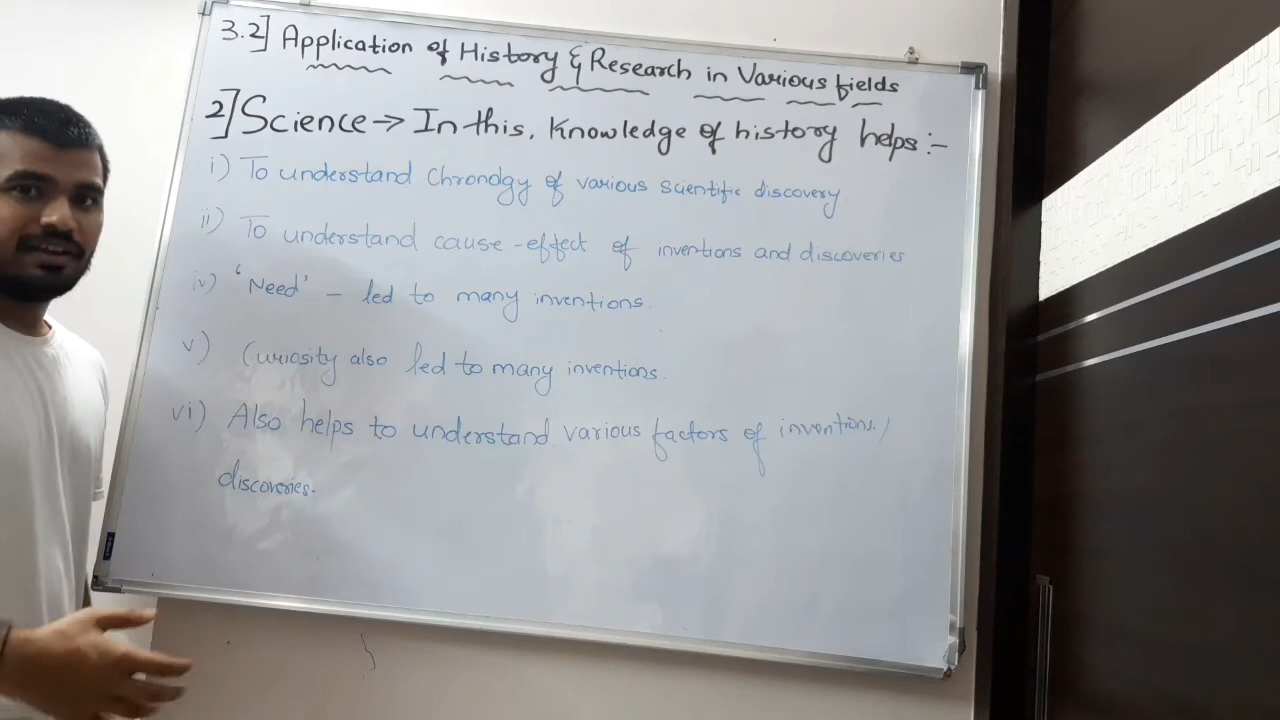 3.2] Application of History & Research in Various fields
2] Science → In this, Knowledge of history helps :-
i) To understand Chronolgy of various scientific discovery
ii) To understand cause-effect of inventions and discoveries
iv) 'Need' - led to many inventions.
v) Curiosity also led to many inventions.
vi) Also helps to understand various factors of inventions /
discoveries.